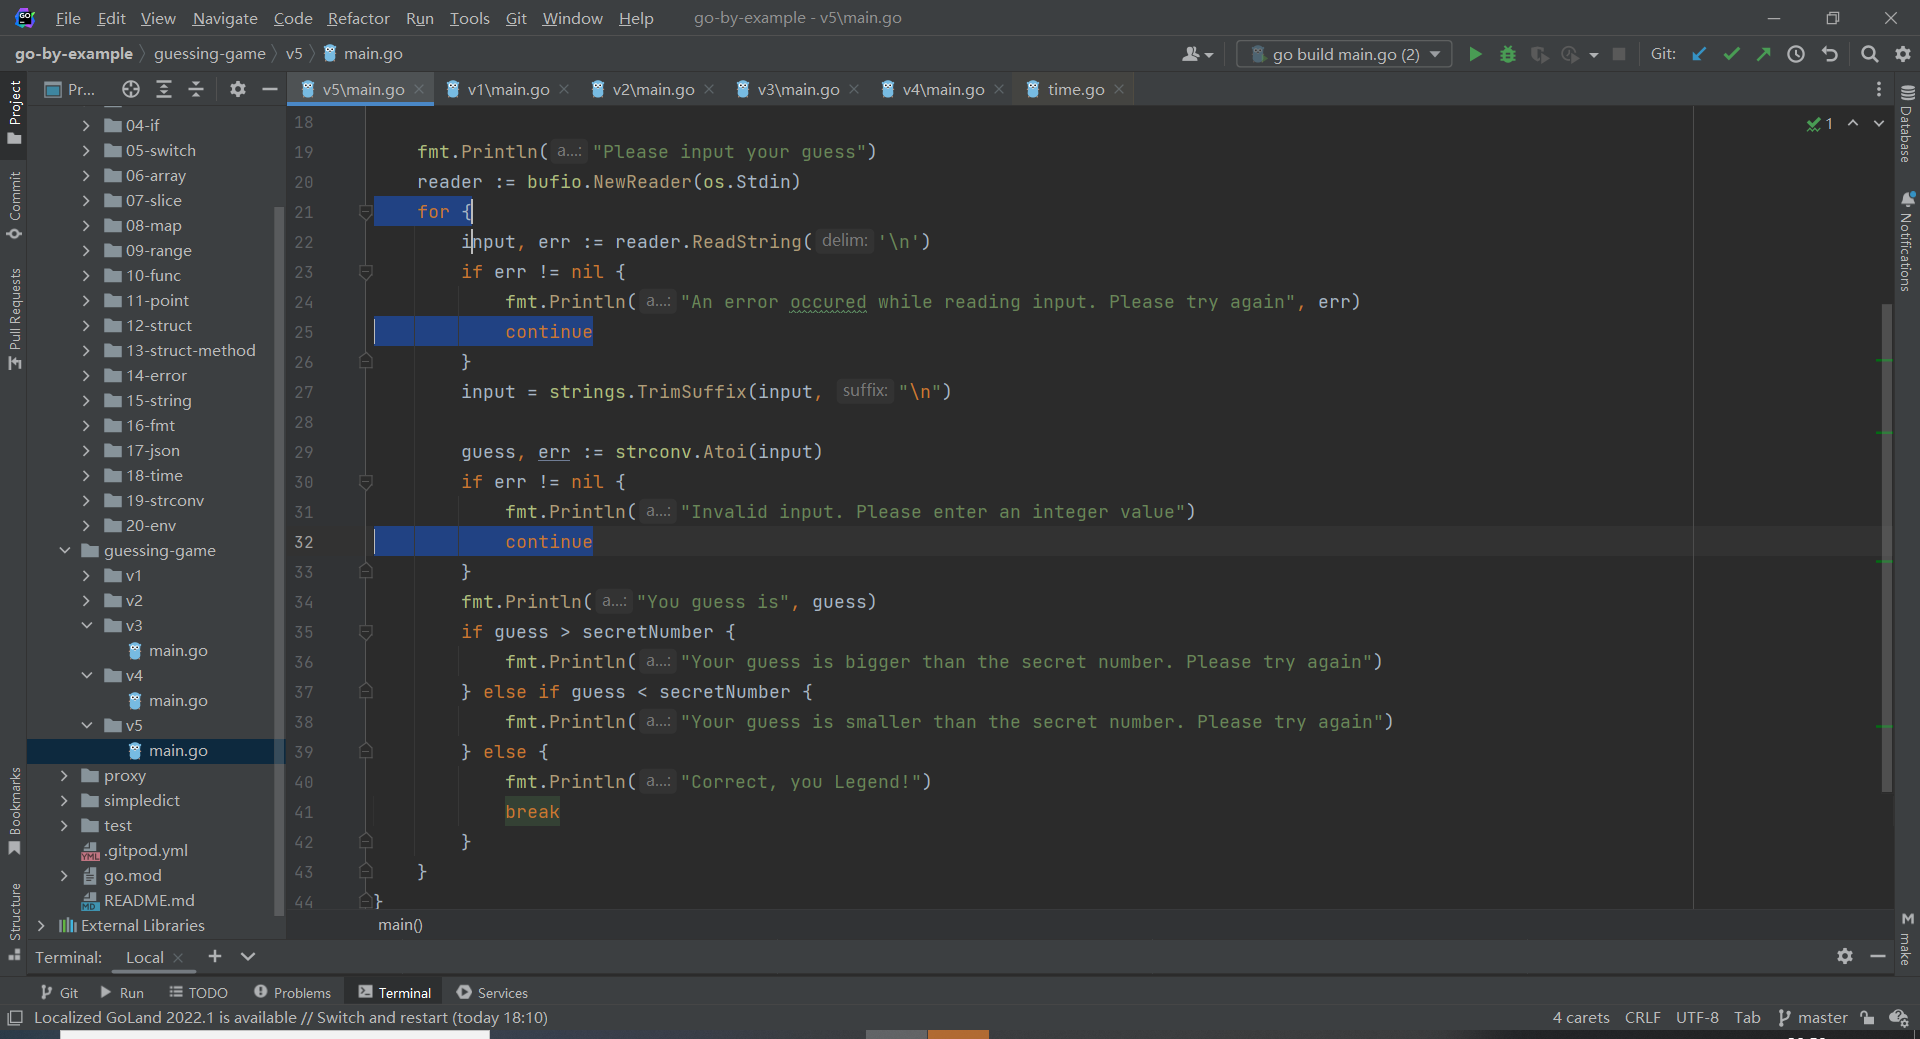 File Edit View Navigate Code Refactor Run Tools Git Window Help go-by-example - v5\main.go
go-by-example guessing-game v5 main.go go build main.go (2) Git:
Project
Commit
Pull Requests
Bookmarks
Structure
Pr...
04-if
05-switch
06-array
07-slice
08-map
09-range
10-func
11-point
12-struct
13-struct-method
14-error
15-string
16-fmt
17-json
18-time
19-strconv
20-env
guessing-game
v1
v2
v3
main.go
v4
main.go
v5
main.go
proxy
simpledict
test
.gitpod.yml
go.mod
README.md
External Libraries
v5\main.go v1\main.go v2\main.go v3\main.go v4\main.go time.go
1
18
19 fmt.Println( a...: "Please input your guess")
20 reader := bufio.NewReader(os.Stdin)
21 for {
22 input, err := reader.ReadString( delim: '\n')
23 if err != nil {
24 fmt.Println( a...: "An error occured while reading input. Please try again", err)
25 continue
26 }
27 input = strings.TrimSuffix(input, suffix: "\n")
28
29 guess, err := strconv.Atoi(input)
30 if err != nil {
31 fmt.Println( a...: "Invalid input. Please enter an integer value")
32 continue
33 }
34 fmt.Println( a...: "You guess is", guess)
35 if guess > secretNumber {
36 fmt.Println( a...: "Your guess is bigger than the secret number. Please try again")
37 } else if guess < secretNumber {
38 fmt.Println( a...: "Your guess is smaller than the secret number. Please try again")
39 } else {
40 fmt.Println( a...: "Correct, you Legend!")
41 break
42 }
43 }
44 }
main()
Database
Notifications
make
Terminal: Local
Git Run TODO Problems Terminal Services
Localized GoLand 2022.1 is available // Switch and restart (today 18:10) 4 carets CRLF UTF-8 Tab master